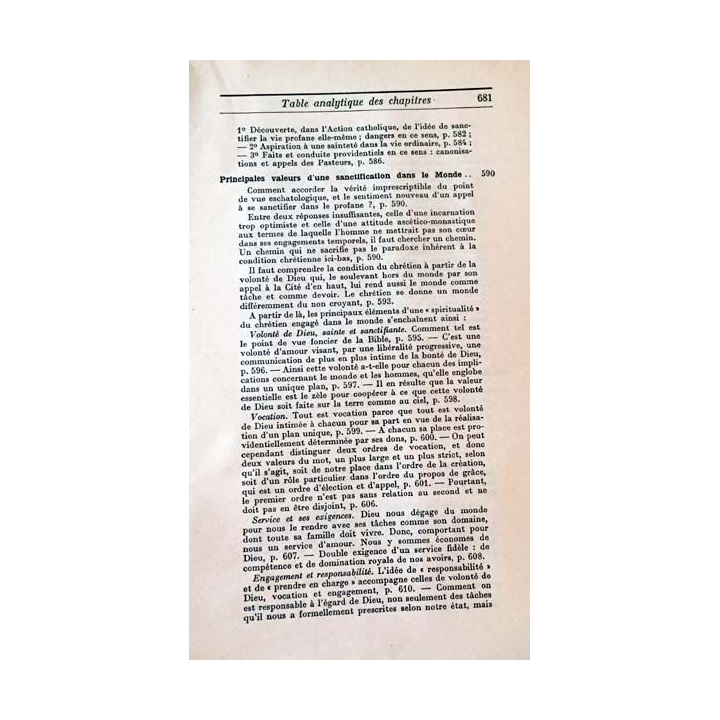 Table analytique des chapitres 681
1º Découverte, dans l'Action catholique, de l'idée de sanc-
tifier la vie profane elle-même ; dangers en ce sens, p. 582 ;
— 2º Aspiration à une sainteté dans la vie ordinaire, p. 584 ;
— 3º Faits et conduite providentiels en ce sens : canonisa-
tions et appels des Pasteurs, p. 586.
Principales valeurs d'une sanctification dans le Monde .. 590
Comment accorder la vérité imprescriptible du point
de vue eschatologique, et le sentiment nouveau d'un appel
à se sanctifier dans le profane ?, p. 590.
Entre deux réponses insuffisantes, celle d'une incarnation
trop optimiste et celle d'une attitude ascético-monastique
aux termes de laquelle l'homme ne mettrait pas son cœur
dans ses engagements temporels, il faut chercher un chemin.
Un chemin qui ne sacrifie pas le paradoxe inhérent à la
condition chrétienne ici-bas, p. 590.
Il faut comprendre la condition du chrétien à partir de la
volonté de Dieu qui, le soulevant hors du monde par son
appel à la Cité d'en haut, lui rend aussi le monde comme
tâche et comme devoir. Le chrétien se donne un monde
différemment du non croyant, p. 593.
A partir de là, les principaux éléments d'une « spiritualité »
du chrétien engagé dans le monde s'enchaînent ainsi :
Volonté de Dieu, sainte et sanctifiante. Comment tel est
le point de vue foncier de la Bible, p. 595. — C'est une
volonté d'amour visant, par une libéralité progressive, une
communication de plus en plus intime de la bonté de Dieu,
p. 596. — Ainsi cette volonté a-t-elle pour chacun des impli-
cations concernant le monde et les hommes, qu'elle englobe
dans un unique plan, p. 597. — Il en résulte que la valeur
essentielle est le zèle pour coopérer à ce que cette volonté
de Dieu soit faite sur la terre comme au ciel, p. 598.
Vocation. Tout est vocation parce que tout est volonté
de Dieu intimée à chacun pour sa part en vue de la réalisa-
tion d'un plan unique, p. 599. — A chacun sa place est pro-
videntiellement déterminée par ses dons, p. 600. — On peut
cependant distinguer deux ordres de vocation, et donc
deux valeurs du mot, un plus large et un plus strict, selon
qu'il s'agit, soit de notre place dans l'ordre de la création,
soit d'un rôle particulier dans l'ordre du propos de grâce,
qui est un ordre d'élection et d'appel, p. 601. — Pourtant,
le premier ordre n'est pas sans relation au second et ne
doit pas en être disjoint, p. 606.
Service et ses exigences. Dieu nous dégage du monde
pour nous le rendre avec ses tâches comme son domaine,
dont toute sa famille doit vivre. Donc, comportant pour
nous un service d'amour. Nous y sommes économes de
Dieu, p. 607. — Double exigence d'un service fidèle : de
compétence et de domination royale de nos avoirs, p. 608.
Engagement et responsabilité. L'idée de « responsabilité »
et de « prendre en charge » accompagne celles de volonté de
Dieu, vocation et engagement, p. 610. — Comment on
est responsable à l'égard de Dieu, non seulement des tâches
qu'il nous a formellement prescrites selon notre état, mais